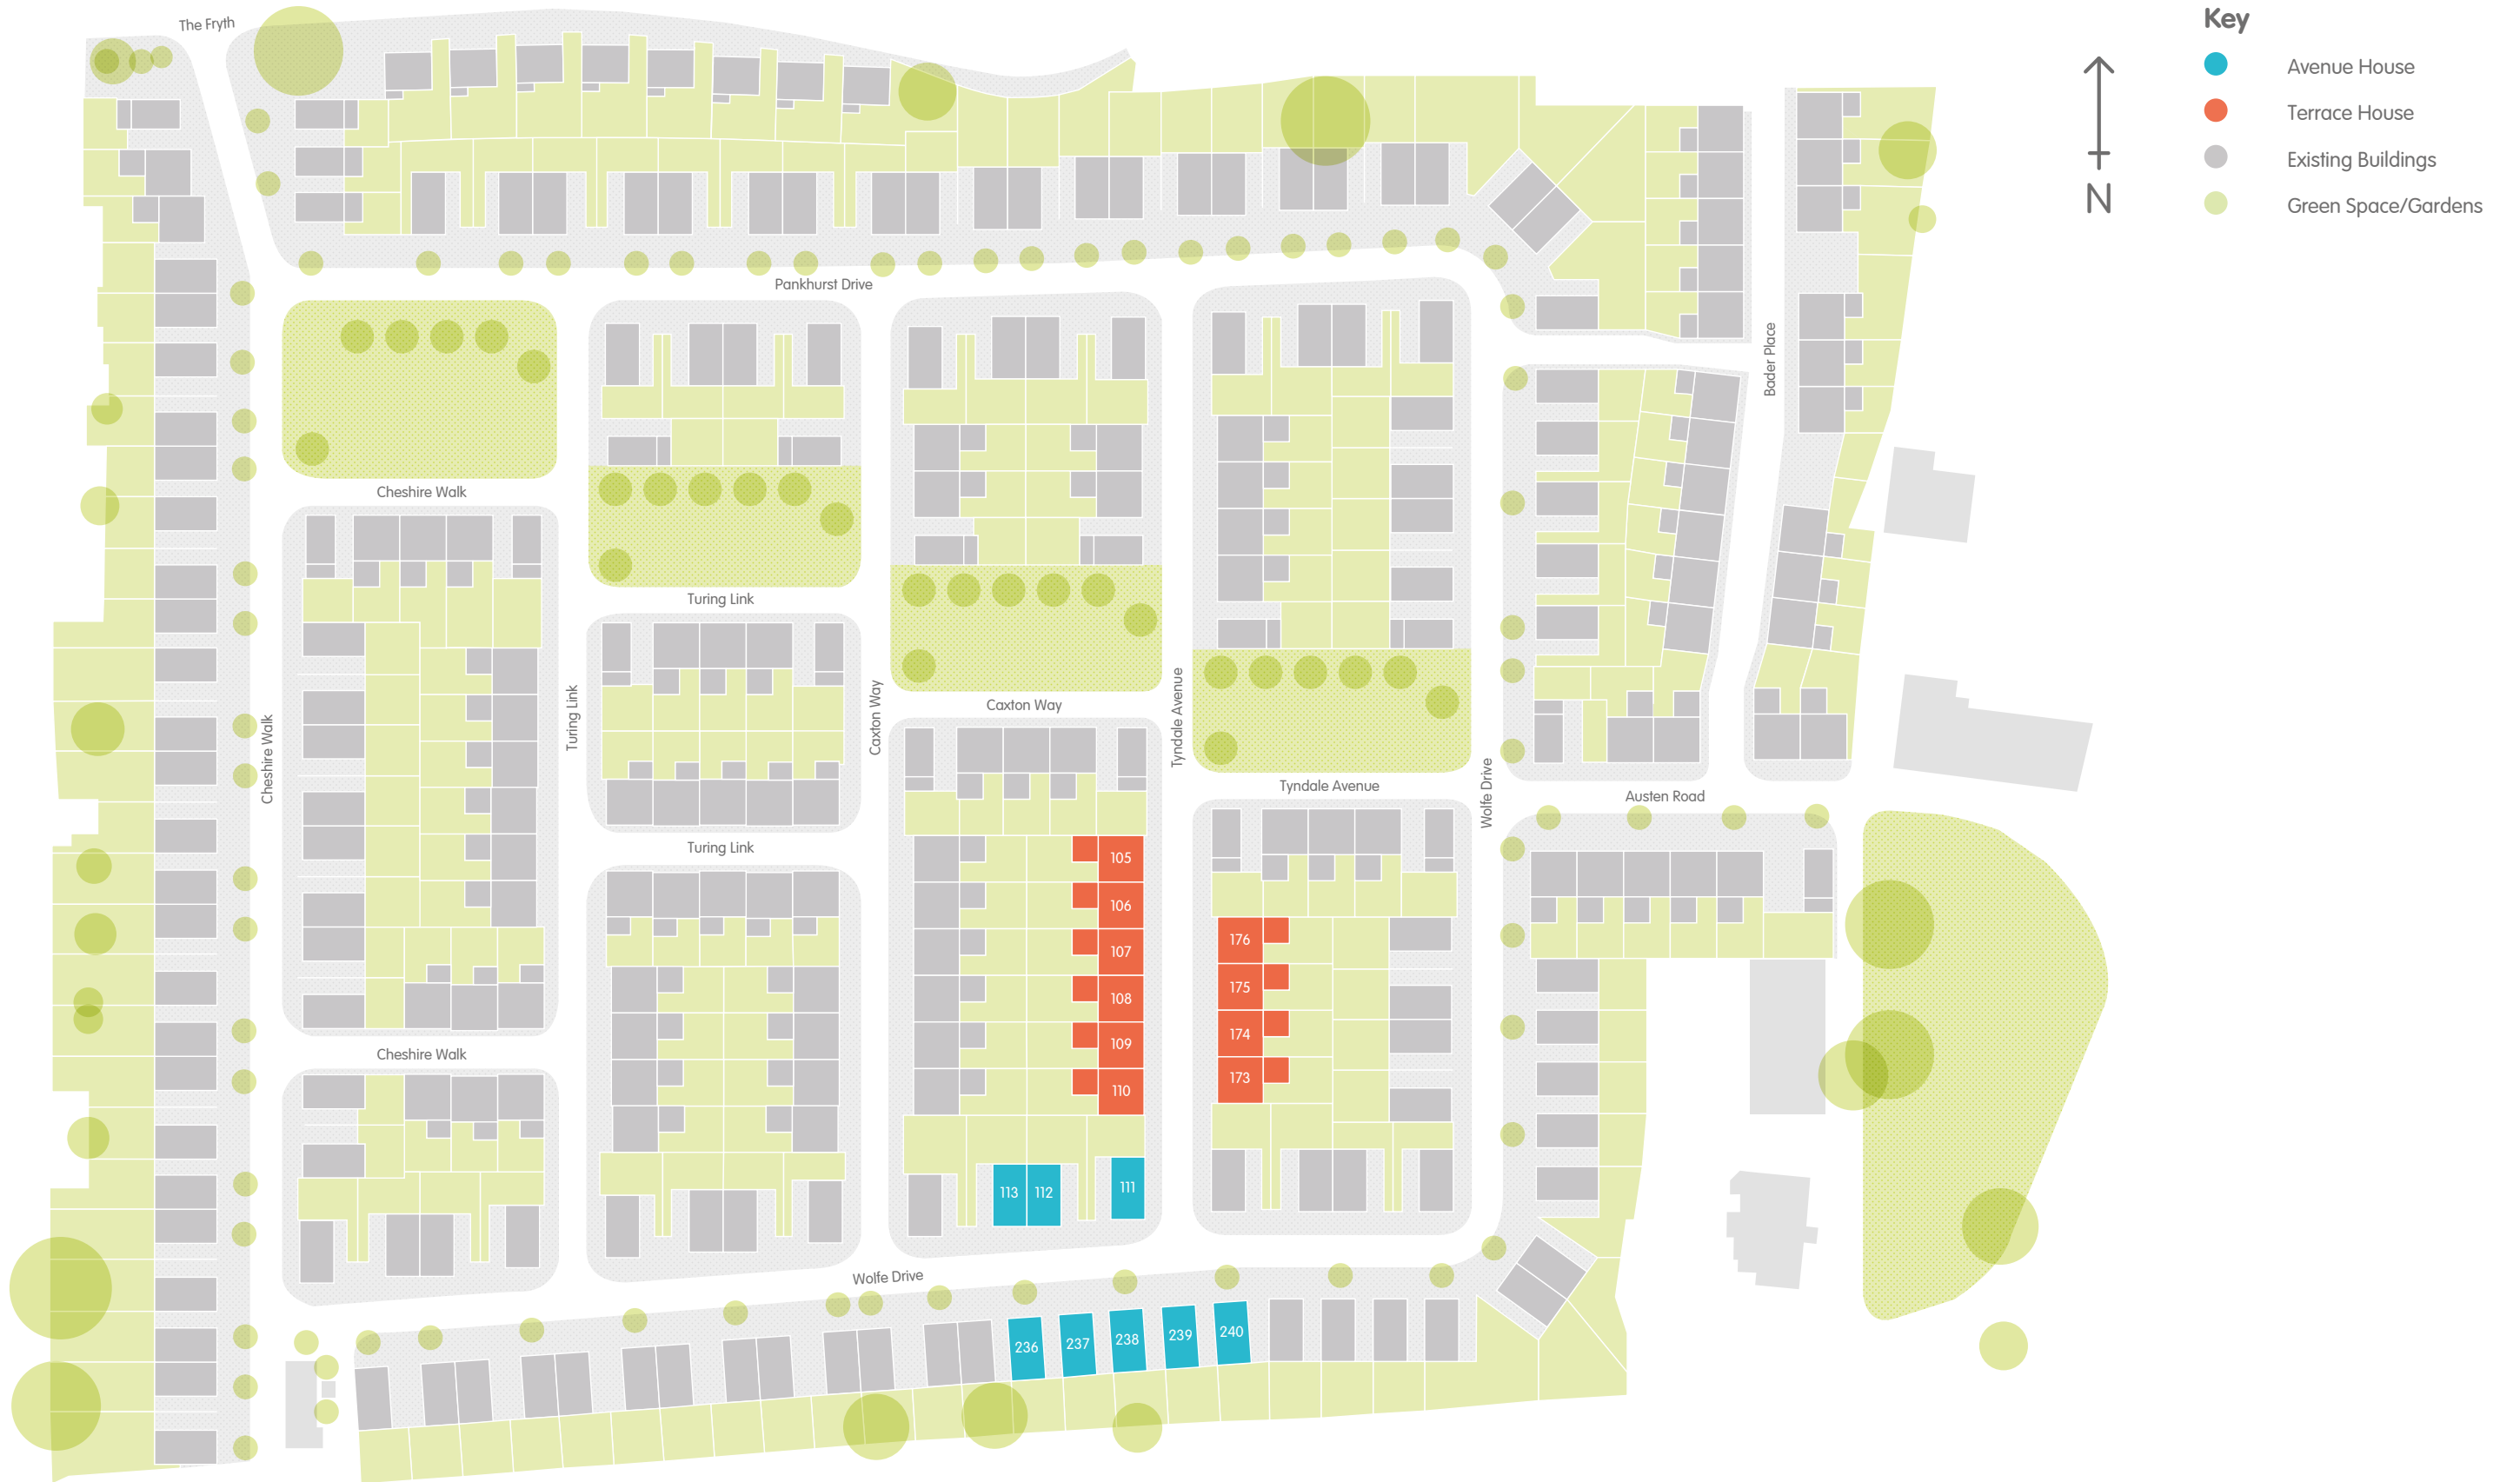 The Fryth
Key
Avenue House
Terrace House
Existing Buildings
Green Space/Gardens
N
Pankhurst Drive
Bader Place
Cheshire Walk
Turing Link
Caxton Way
Tyndale Avenue
Cheshire Walk
Turing Link
Caxton Way
Tyndale Avenue
Wolfe Drive
Austen Road
Turing Link
105
106
107
108
109
110
176
175
174
173
Cheshire Walk
113
112
111
Wolfe Drive
236
237
238
239
240